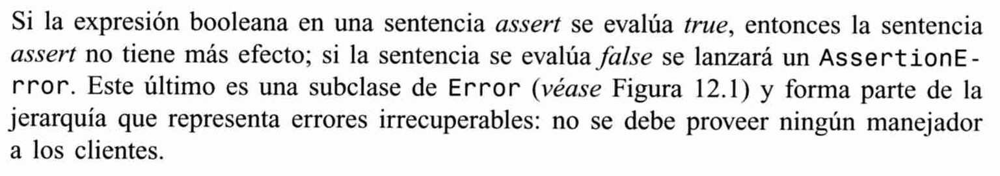 Si la expresión booleana en una sentencia assert se evalúa true, entonces la sentencia
assert no tiene más efecto; si la sentencia se evalúa false se lanzará un AssertionE-
rror. Este último es una subclase de Error (véase Figura 12.1) y forma parte de la
jerarquía que representa errores irrecuperables: no se debe proveer ningún manejador
a los clientes.